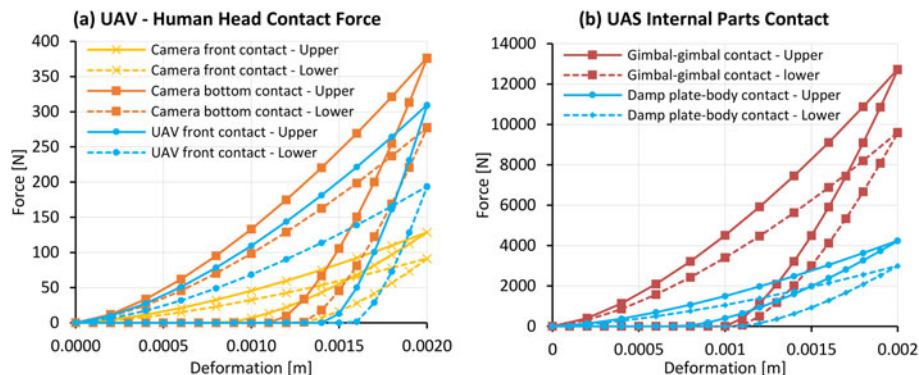 (a) UAV - Human Head Contact Force
400
350
300
250
200
150
100
50
0
Force [N]
Camera front contact - Upper
Camera front contact - Lower
Camera bottom contact - Upper
Camera bottom contact - Lower
UAV front contact - Upper
UAV front contact - Lower
0.0000
0.0005
0.0010
0.0015
0.0020
Deformation [m]
(b) UAS Internal Parts Contact
14000
12000
10000
8000
6000
4000
2000
0
Force [N]
Gimbal-gimbal contact - Upper
Gimbal-gimbal contact - lower
Damp plate-body contact - Upper
Damp plate-body contact - Lower
0
0.0005
0.001
0.0015
0.002
Deformation [m]